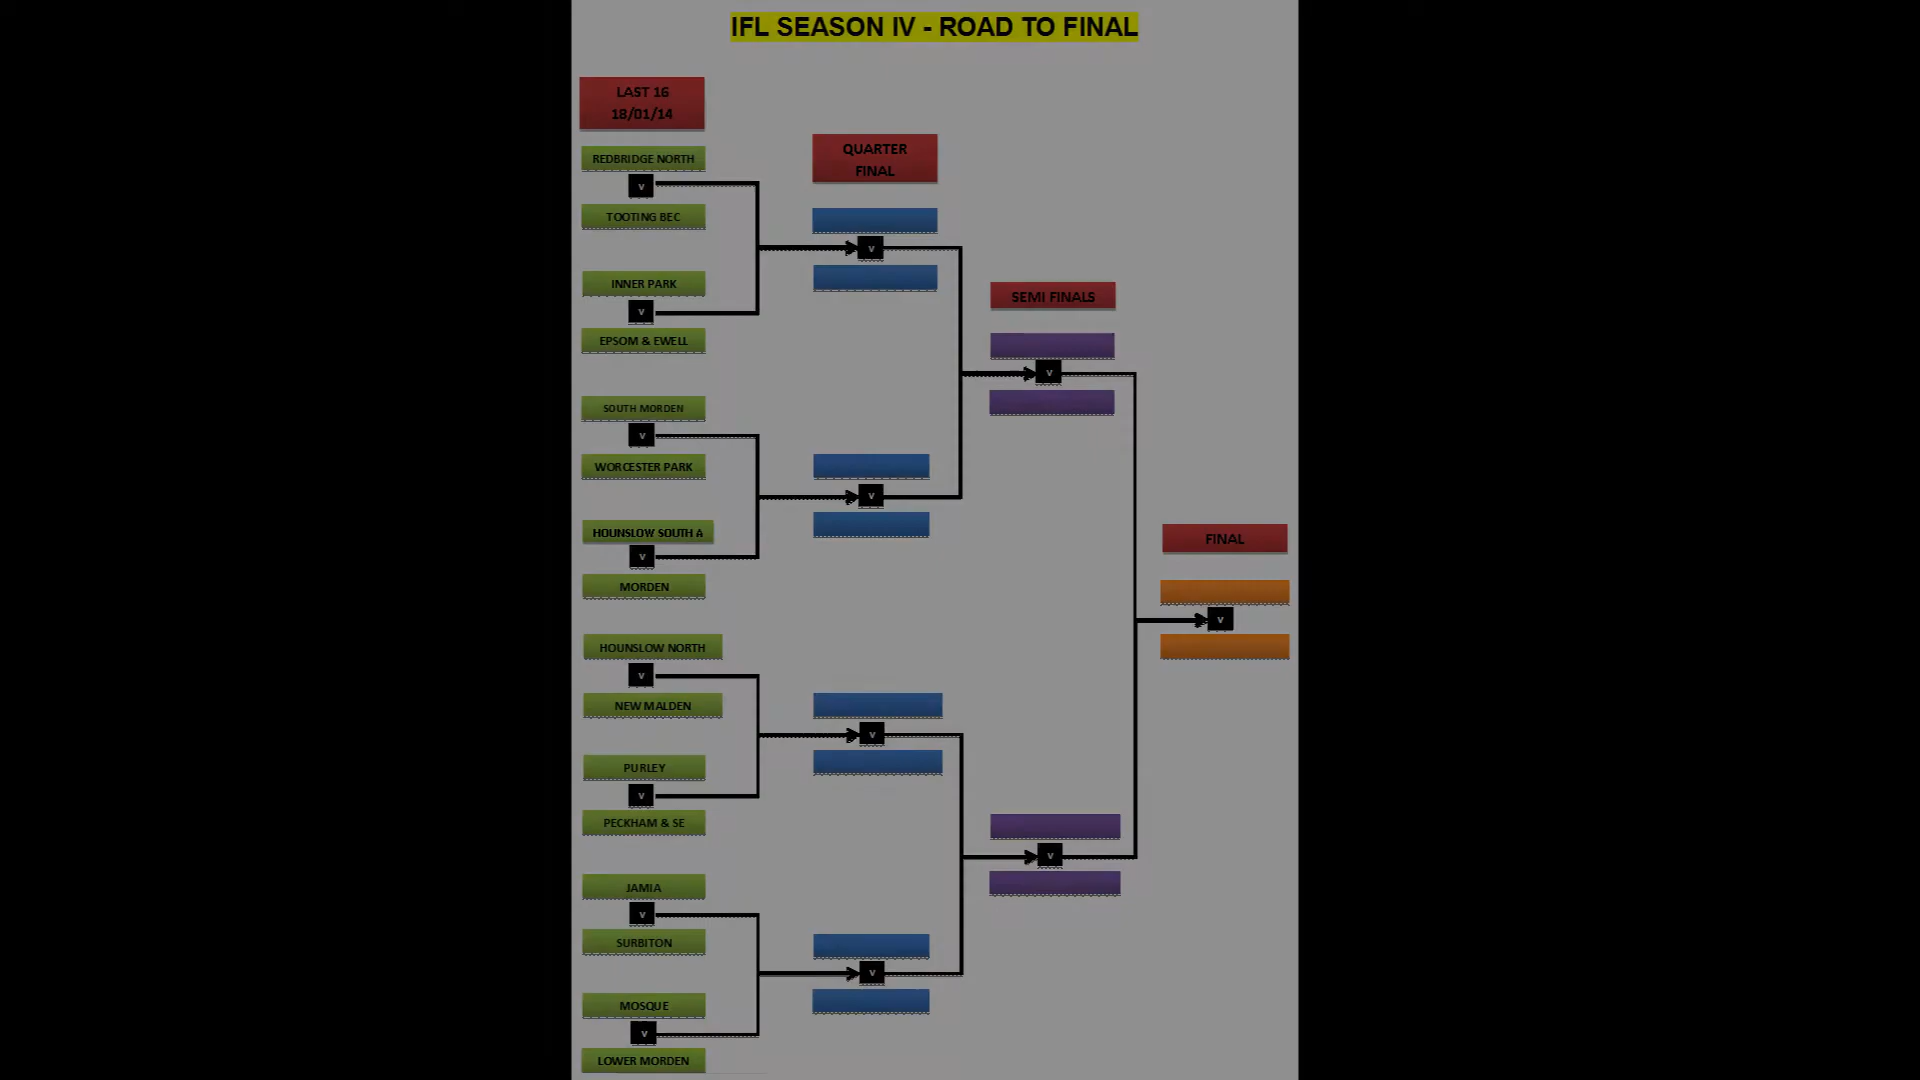 IFL SEASON IV - ROAD TO FINAL
LAST 16
18/01/14
REDBRIDGE NORTH
v
TOOTING BEC
INNER PARK
v
EPSOM & EWELL
SOUTH MORDEN
v
WORCESTER PARK
HOUNSLOW SOUTH A
v
MORDEN
HOUNSLOW NORTH
v
NEW MALDEN
PURLEY
v
PECKHAM & SE
JAMIA
v
SURBITON
MOSQUE
v
LOWER MORDEN
QUARTER
FINAL
v
v
v
v
SEMI FINALS
v
v
FINAL
v